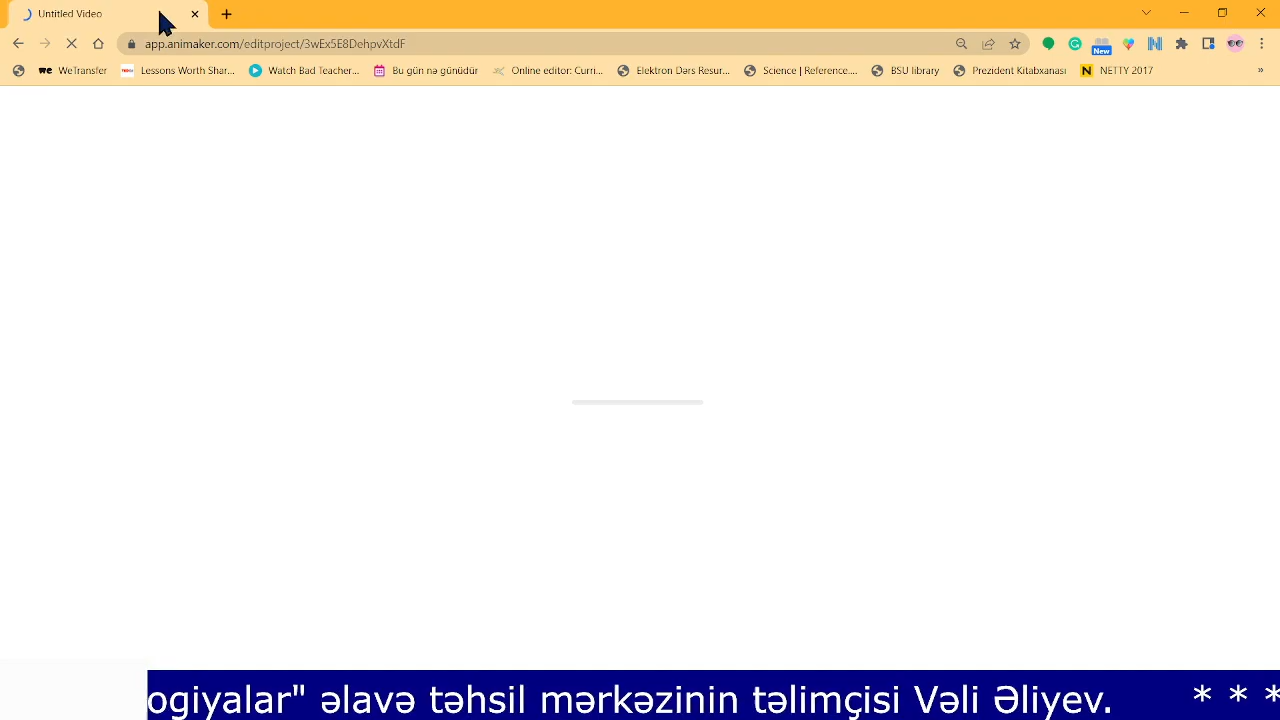 Untitled Video
app.animaker.com/editproject/3wEx5E8DehpvXtdF
New
WeTransfer
Lessons Worth Shar...
Watch Bad Teacher...
Bu gün nə günüdür
Online editor: Curri...
Elektron Dərs Resur...
Science | Reference....
BSU library
Prezident Kitabxanası
NETTY 2017
»
ogiyalar" əlavə təhsil mərkəzinin təlimçisi Vəli Əliyev. * * *